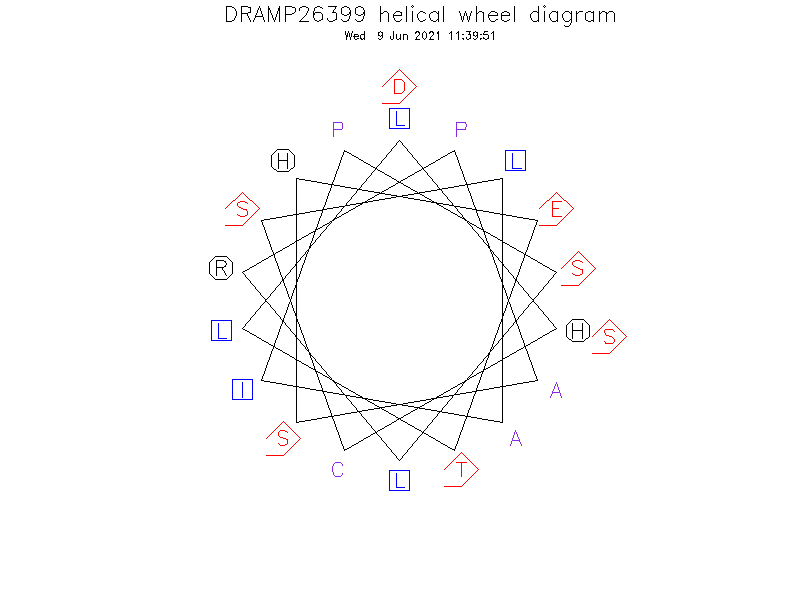 DRAMP26399 helical wheel diagram
Wed 9 Jun 2021 11:39:51
D
L
P P
H L
S E
R S
L H S
I A
S A
C T
L